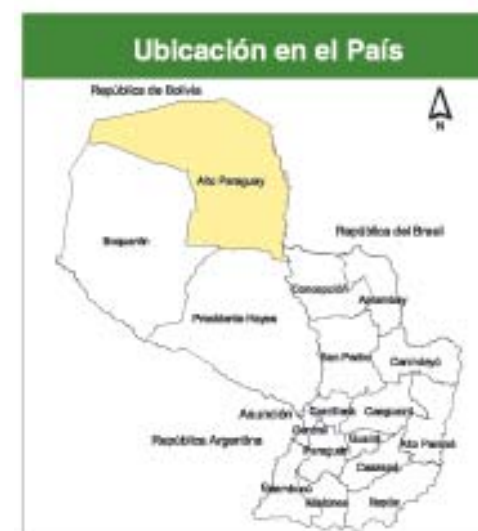 Ubicación en el País
República de Bolivia
N
Alto Paraguay
Boquerón
República del Brasil
Concepción
Amambay
Presidente Hayes
San Pedro
Canindeyú
Asunción
Cordillera
Caaguazú
Central
República Argentina
Guairá
Alto Paraná
Paraguarí
Caazapá
Ñeembucú
Misiones
Itapúa